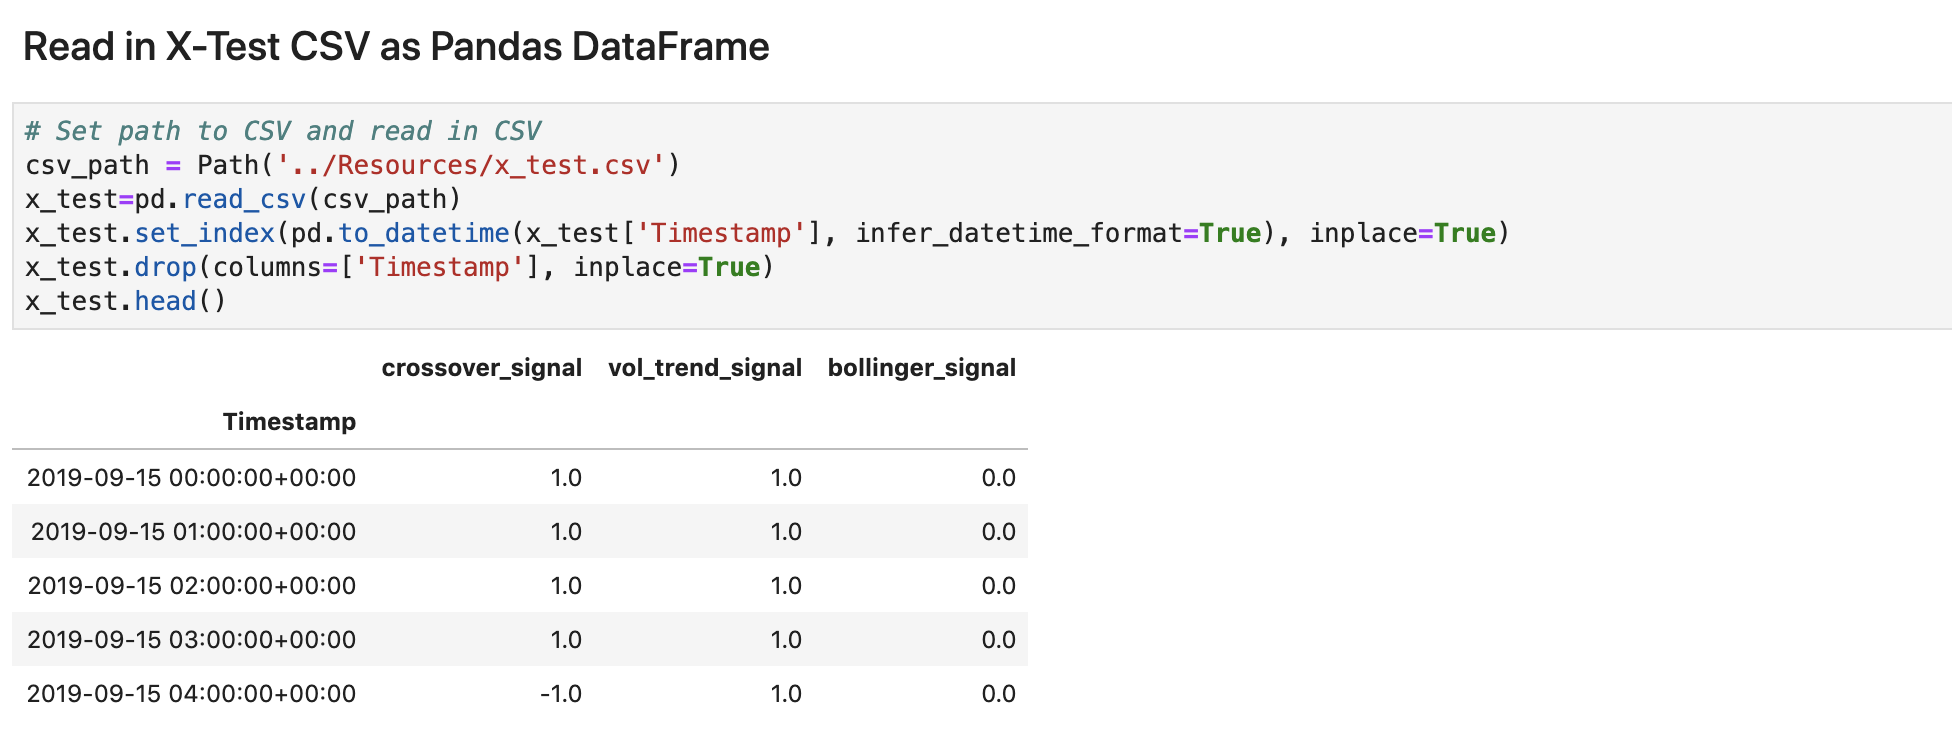 Read in X-Test CSV as Pandas DataFrame
# Set path to CSV and read in CSV
csv_path = Path('../Resources/x_test.csv')
x_test=pd.read_csv(csv_path)
x_test.set_index(pd.to_datetime(x_test['Timestamp'], infer_datetime_format=True), inplace=True)
x_test.drop(columns=['Timestamp'], inplace=True)
x_test.head()
crossover_signal vol_trend_signal bollinger_signal
Timestamp
2019-09-15 00:00:00+00:00 1.0 1.0 0.0
2019-09-15 01:00:00+00:00 1.0 1.0 0.0
2019-09-15 02:00:00+00:00 1.0 1.0 0.0
2019-09-15 03:00:00+00:00 1.0 1.0 0.0
2019-09-15 04:00:00+00:00 -1.0 1.0 0.0